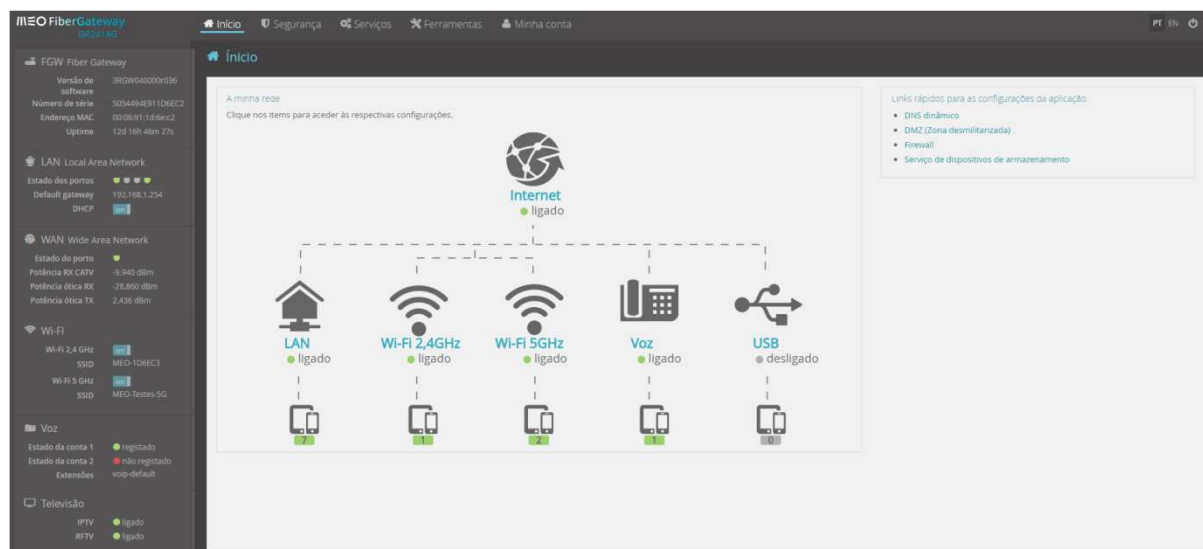 MEO FiberGateway
GR241AG
Início
Segurança
Serviços
Ferramentas
Minha conta
PT EN
FGW Fiber Gateway
Versão de software 3RGW040000r036
Número de série 5054494E911D6EC2
Endereço MAC 00:06:91:1d:6e:c2
Uptime 12d 16h 46m 27s
LAN Local Area Network
Estado dos portos
Default gateway 192.168.1.254
DHCP on
WAN Wide Area Network
Estado do porto
Potência RX CATV -9.940 dBm
Potência ótica RX -28.860 dBm
Potência ótica TX 2.436 dBm
Wi-Fi
Wi-Fi 2,4 GHz on
SSID MEO-1D6EC3
Wi-Fi 5 GHz on
SSID MEO-Testes-5G
Voz
Estado da conta 1 registado
Estado da conta 2 não registado
Extensões voip-default
Televisão
IPTV ligado
RFTV ligado
Ínicio
A minha rede
Clique nos items para aceder às respectivas configurações.
Internet
ligado
LAN
ligado
7
Wi-Fi 2,4GHz
ligado
1
Wi-Fi 5GHz
ligado
2
Voz
ligado
1
USB
desligado
0
Links rápidos para as configurações da aplicação.
DNS dinâmico
DMZ (Zona desmilitarizada)
Firewall
Serviço de dispositivos de armazenamento